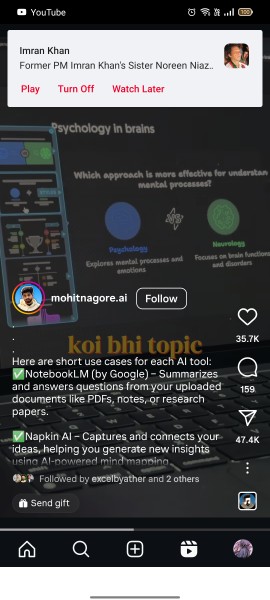 YouTube
100
Imran Khan
Former PM Imran Khan's Sister Noreen Niaz..
Play Turn Off Watch Later
Psychology in brains
Which approach is more effective for understan
mental processes?
Psychology
Neurology
Explores mental processes and
emotions
Focuses on brain functions
and disorders
mohitnagore.ai Follow
koi bhi topic
.
:
Here are short use cases for each AI tool:
✅NotebookLM (by Google) – Summarizes
and answers questions from your uploaded
documents like PDFs, notes, or research
papers.
✅Napkin AI – Captures and connects your
ideas, helping you generate new insights
using AI-powered mind mapping
Followed by excelbyather and 2 others
Send gift
35.7K
159
47.4K